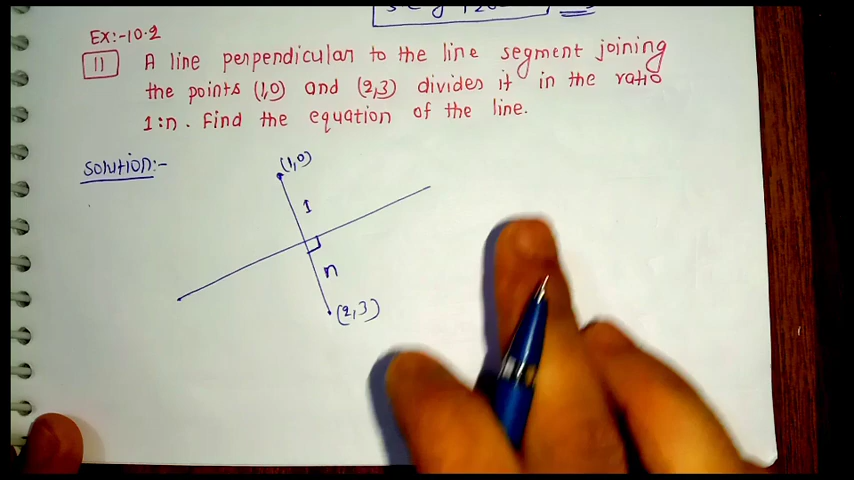 Ex:-10.2
11 A line perpendicular to the line segment joining
the points (1,0) and (2,3) divides it in the ratio
1:n. Find the equation of the line.
Solution:-
(1,0)
1
n
(2,3)